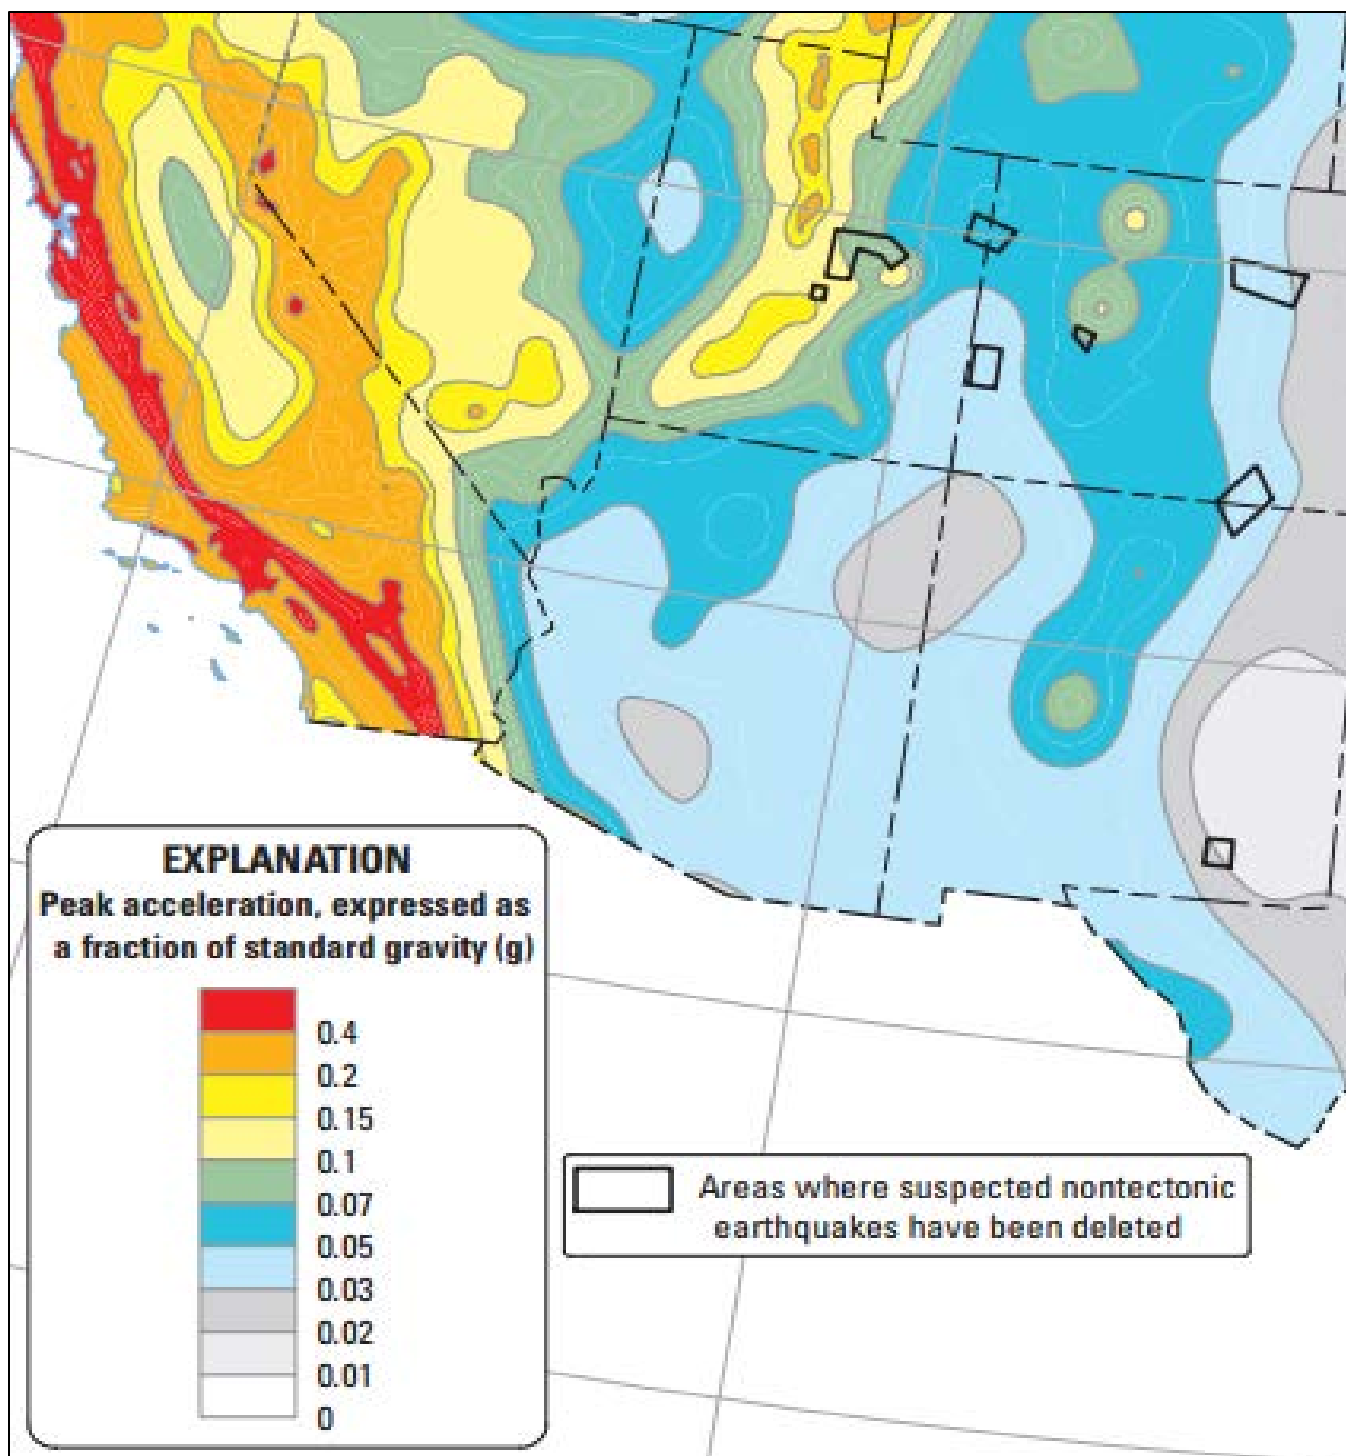 EXPLANATION
Peak acceleration, expressed as
a fraction of standard gravity (g)
0.4
0.2
0.15
0.1
0.07
0.05
0.03
0.02
0.01
0
Areas where suspected nontectonic
earthquakes have been deleted